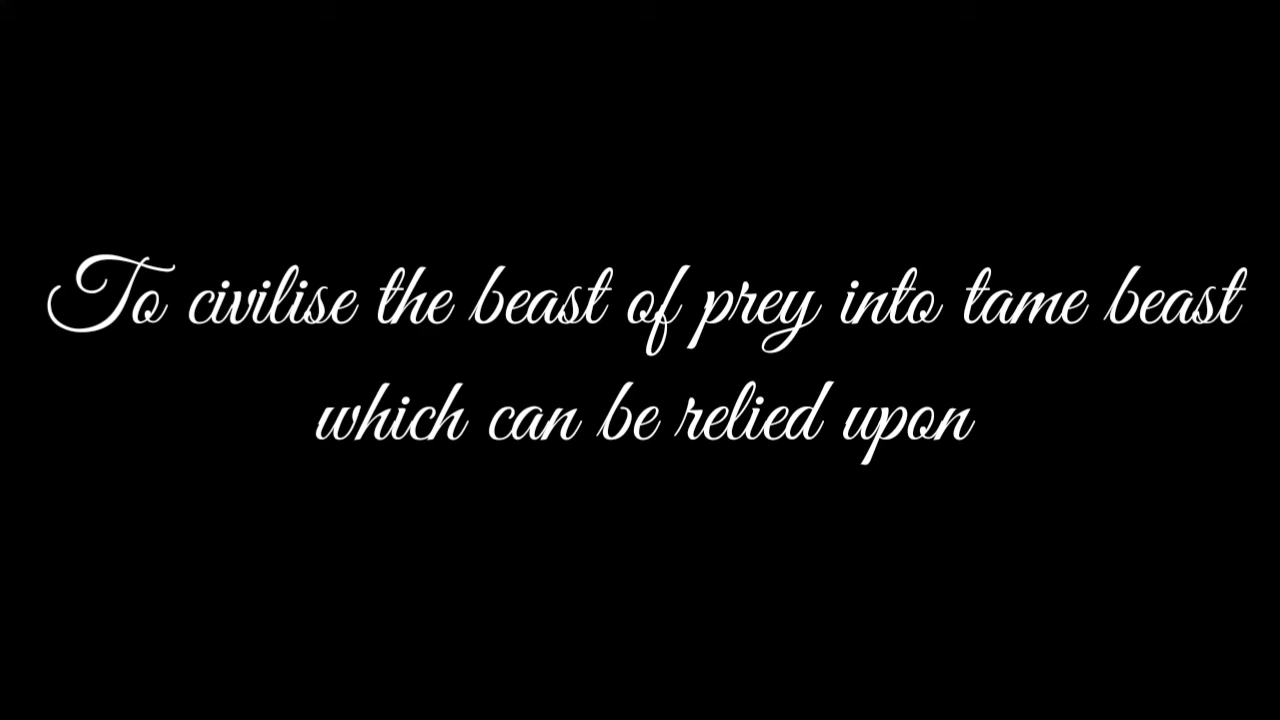 To civilise the beast of prey into tame beast
which can be relied upon